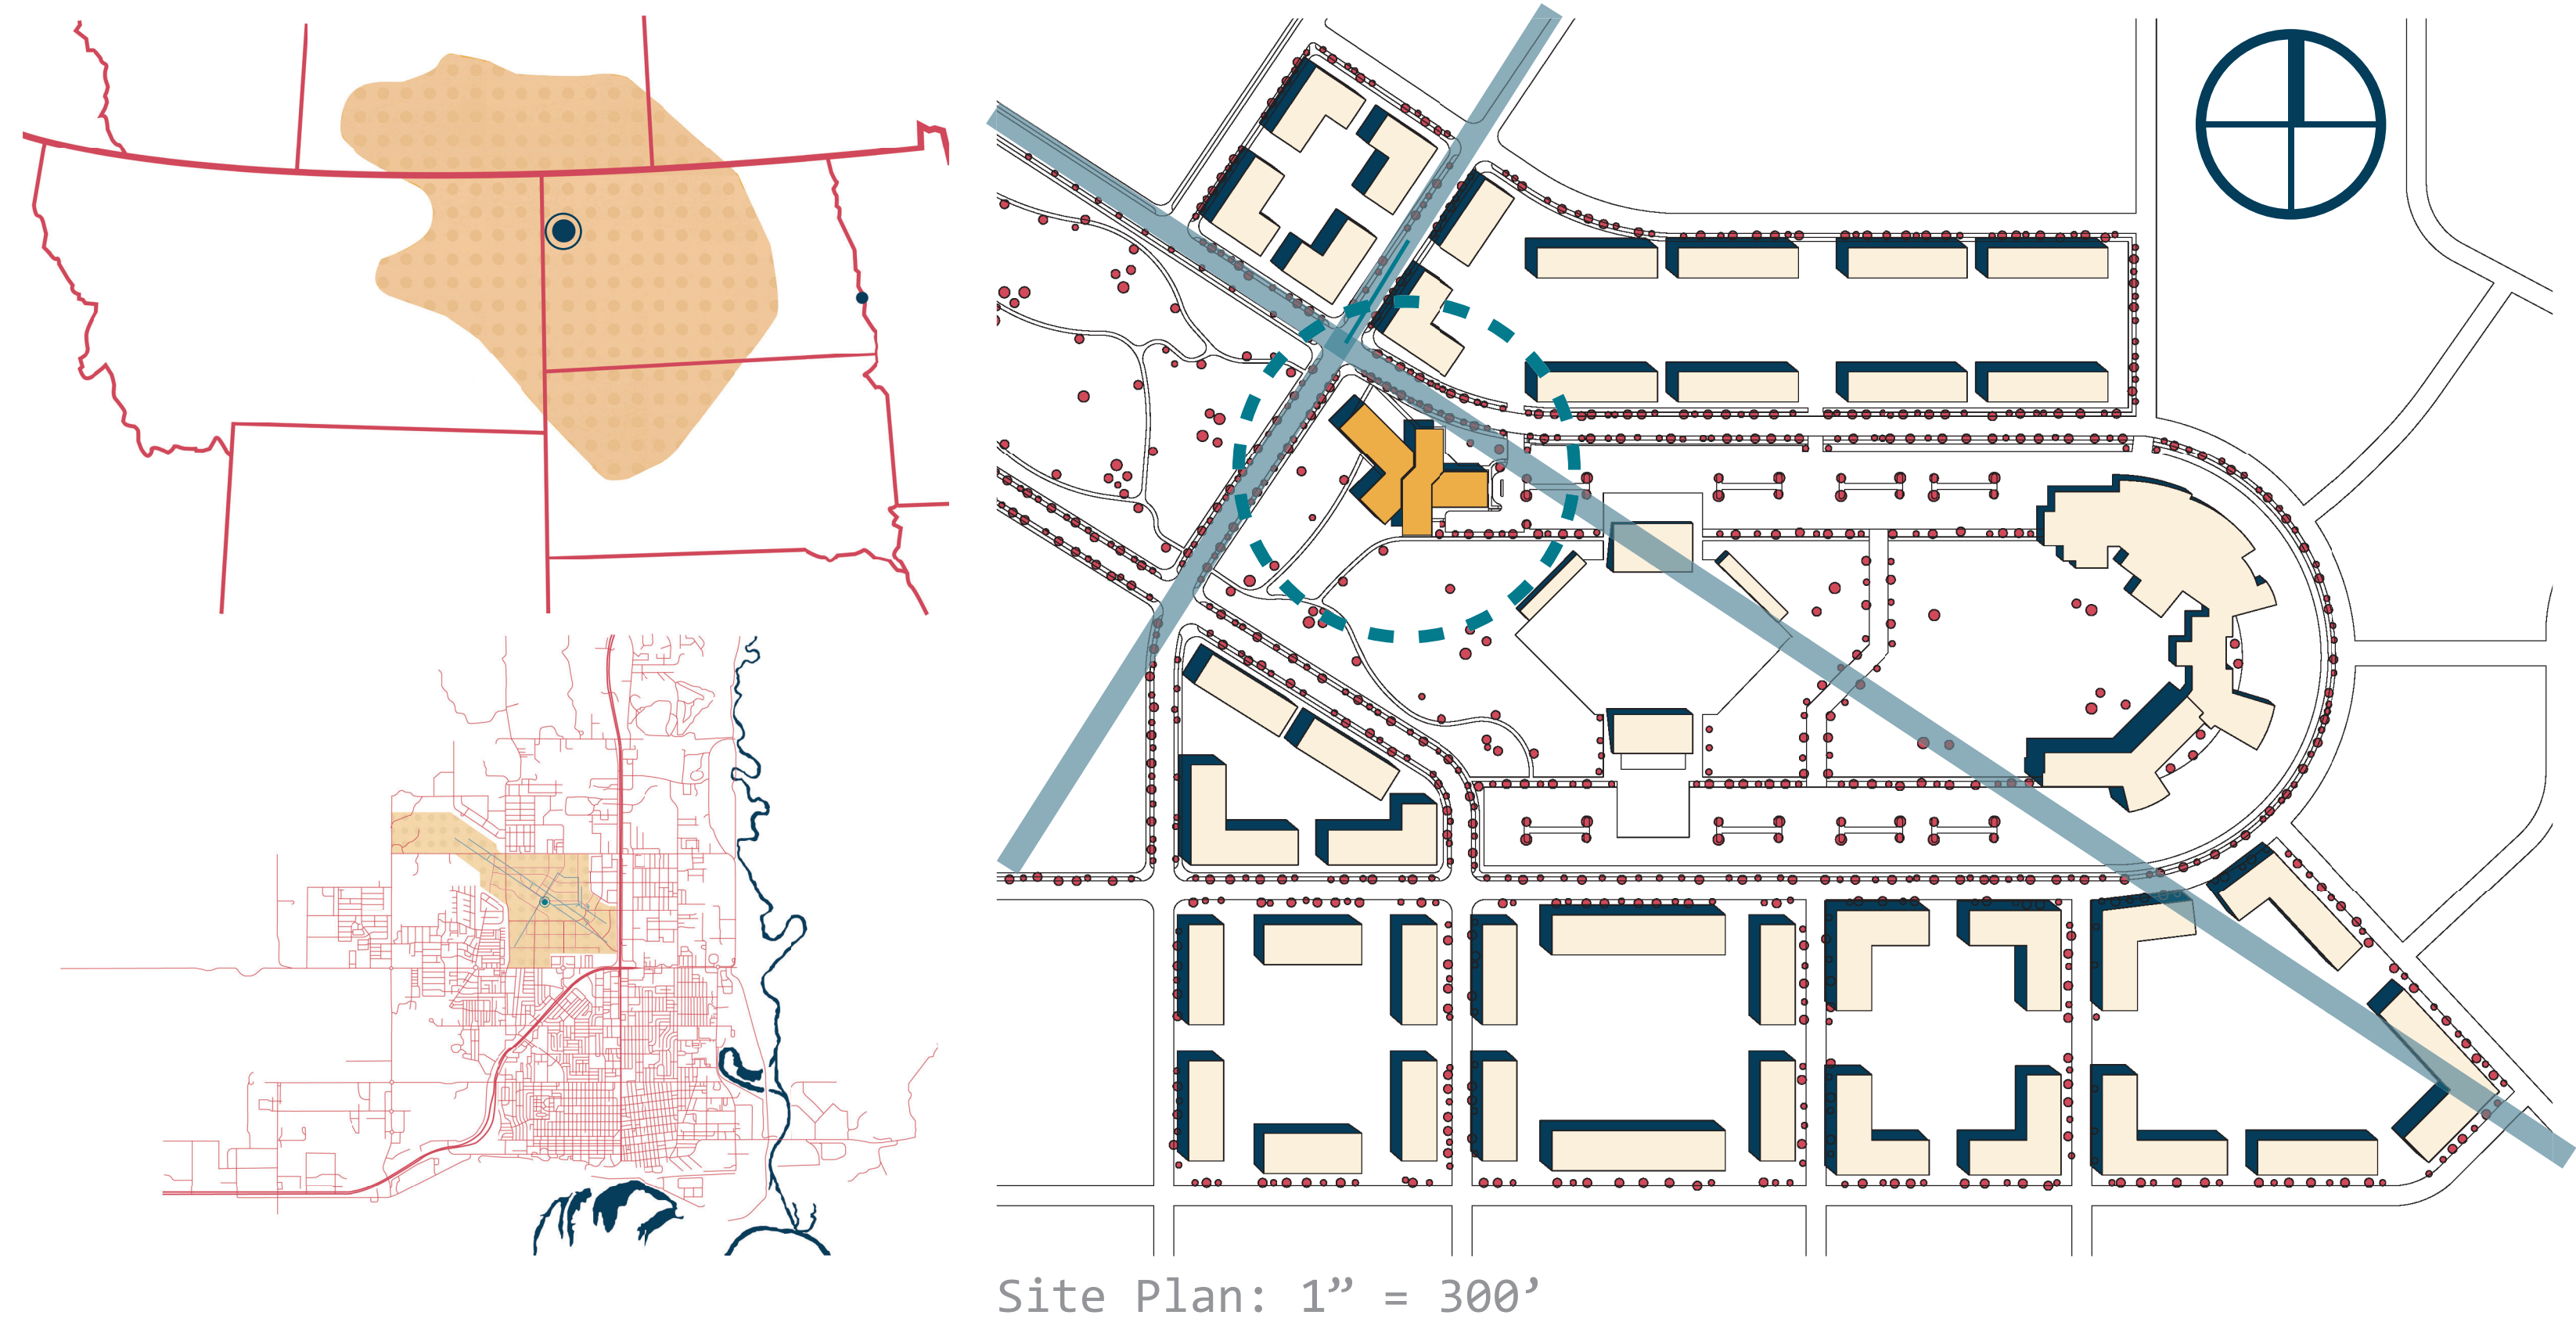 Site Plan: 1” = 300’